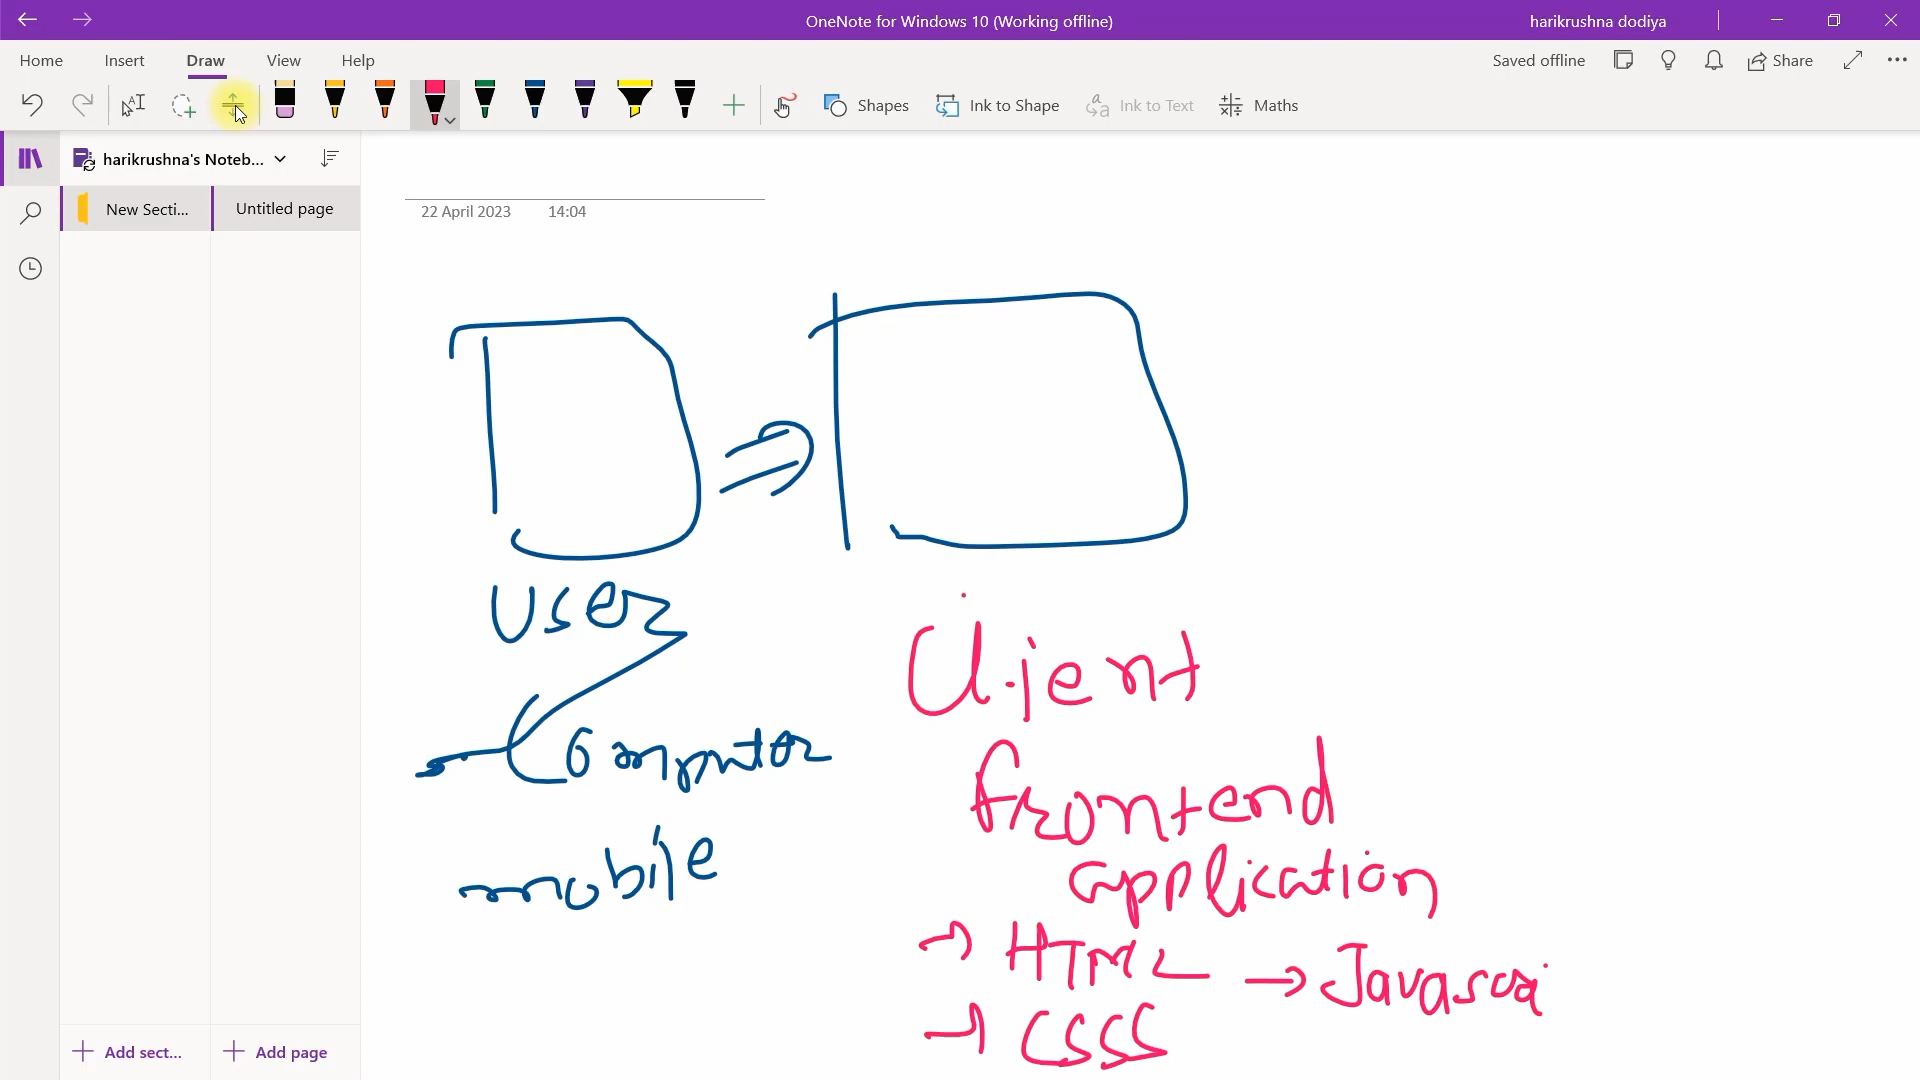 OneNote for Windows 10 (Working offline)
harikrushna dodiya
Home Insert Draw View Help
Saved offline
Share
Shapes
Ink to Shape
Ink to Text
Maths
harikrushna's Noteb...
New Secti...
Untitled page
22 April 2023 14:04
User
Computor
mobile
Client
frontend
application
→ HTML → Javascri
→ CSSS
+ Add sect...
+ Add page